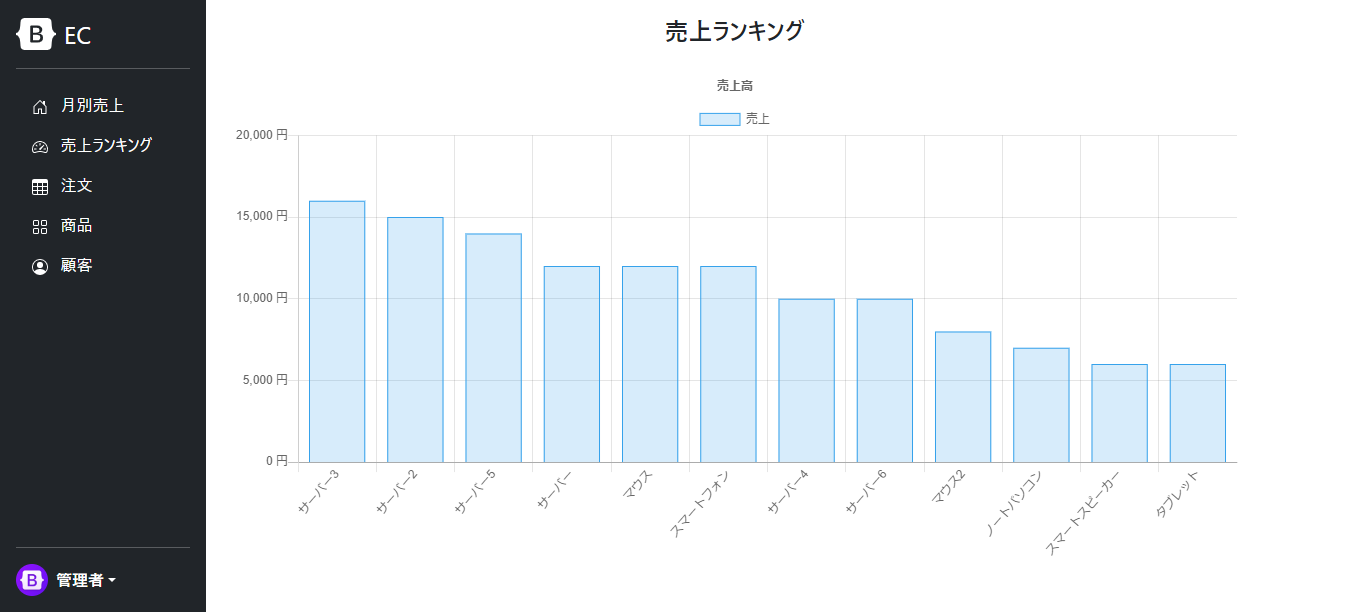 B EC
月別売上
売上ランキング
注文
商品
顧客
B 管理者
売上ランキング
売上高
売上
20,000 円
15,000 円
10,000 円
5,000 円
0 円
サーバー3
サーバー2
サーバー5
サーバー
マウス
スマートフォン
サーバー4
サーバー6
マウス2
ノートパソコン
スマートスピーカー
タブレット